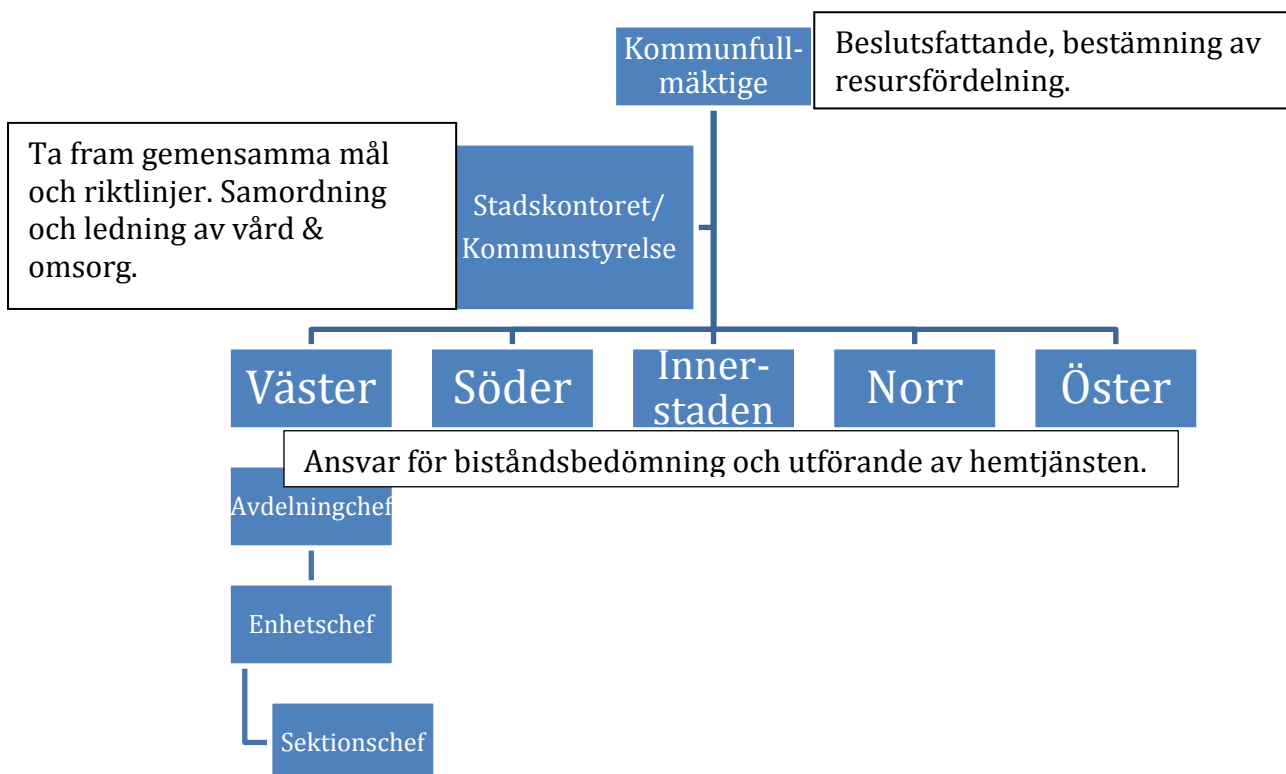 Kommunfull-
mäktige
Beslutsfattande, bestämning av
resursfördelning.
Ta fram gemensamma mål
och riktlinjer. Samordning
och ledning av vård &
omsorg.
Stadskontoret/
Kommunstyrelse
Väster
Söder
Inner-
staden
Norr
Öster
Ansvar för biståndsbedömning och utförande av hemtjänsten.
Avdelningchef
Enhetschef
Sektionschef